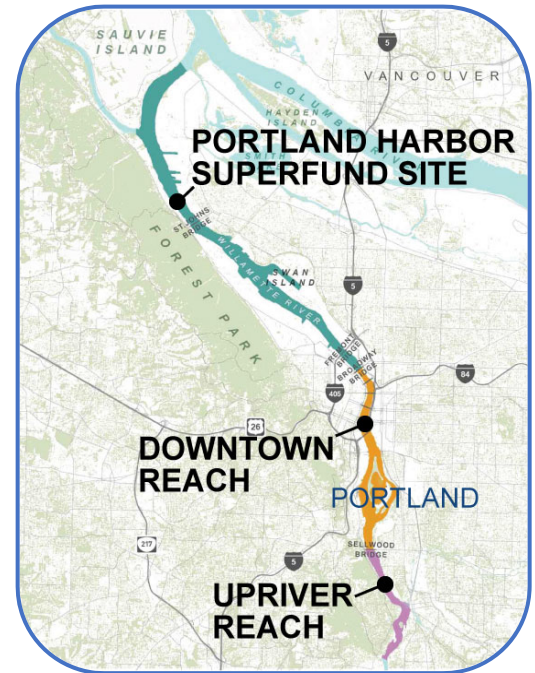 SAUVIE
ISLAND
5
VANCOUVER
COLUMBIA RIV
HAYDEN
ISLAND
PORTLAND HARBOR
SUPERFUND SITE
SMITH
ST JOHNS
BRIDGE
FOREST PARK
WILLAMETTE RIVER
SWAN
ISLAND
5
FREMONT
BRIDGE
BROADWAY
BRIDGE
84
405
26
DOWNTOWN
REACH
PORTLAND
217
SELLWOOD
BRIDGE
5
UPRIVER
REACH